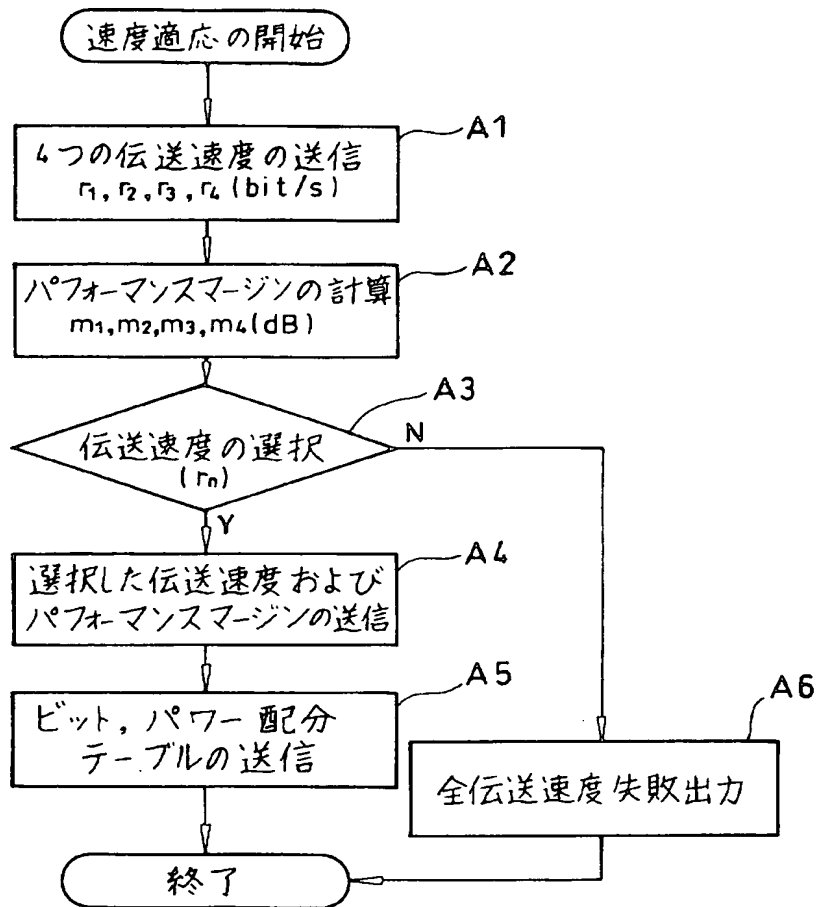 速度適応の開始
A1
4つの伝送速度の送信
r1,r2,r3,r4(bit/s)
A2
パフォーマンスマージンの計算
m1,m2,m3,m4(dB)
A3
伝送速度の選択
(rn)
N
Y
A4
選択した伝送速度および
パフォーマンスマージンの送信
A5
ビット,パワー配分
テーブルの送信
A6
全伝送速度失敗出力
終了